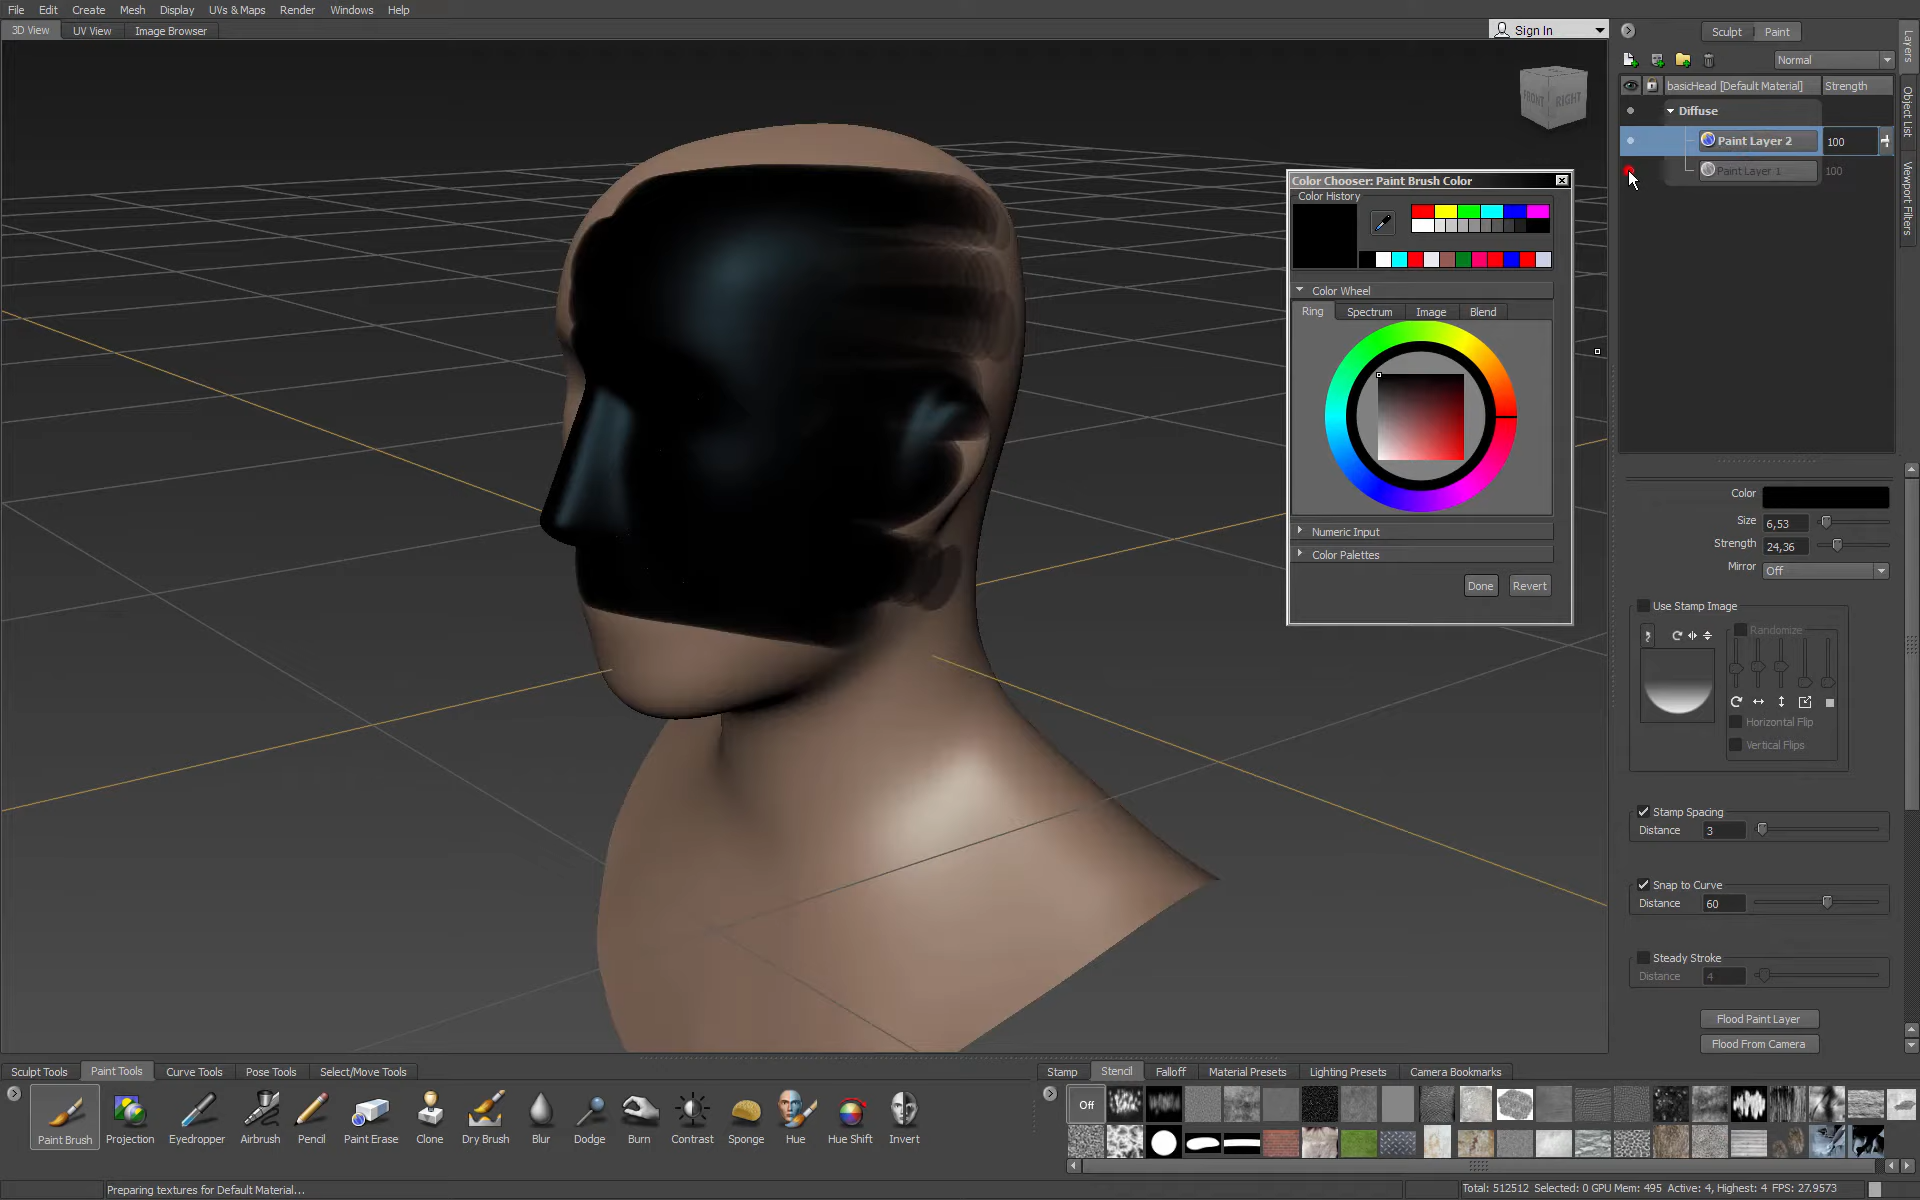 File Edit Create Mesh Display UVs & Maps Render Windows Help
3D View UV View Image Browser
Sign In
Sculpt Paint
Normal
basicHead [Default Material] Strength
Diffuse
Paint Layer 2 100
Paint Layer 1 100
Layers
Object List
Viewport Filters
FRONT RIGHT
Color Chooser: Paint Brush Color
Color History
Color Wheel
Ring Spectrum Image Blend
Numeric Input
Color Palettes
Done Revert
Color
Size 6,53
Strength 24,36
Mirror Off
Use Stamp Image
Randomize
Horizontal Flip
Vertical Flips
Stamp Spacing
Distance 3
Snap to Curve
Distance 60
Steady Stroke
Distance 4
Flood Paint Layer
Flood From Camera
Sculpt Tools Paint Tools Curve Tools Pose Tools Select/Move Tools
Paint Brush Projection Eyedropper Airbrush Pencil Paint Erase Clone Dry Brush Blur Dodge Burn Contrast Sponge Hue Hue Shift Invert
Stamp Stencil Falloff Material Presets Lighting Presets Camera Bookmarks
Off
Preparing textures for Default Material...
Total: 512512 Selected: 0 GPU Mem: 495 Active: 4, Highest: 4 FPS: 27.9573